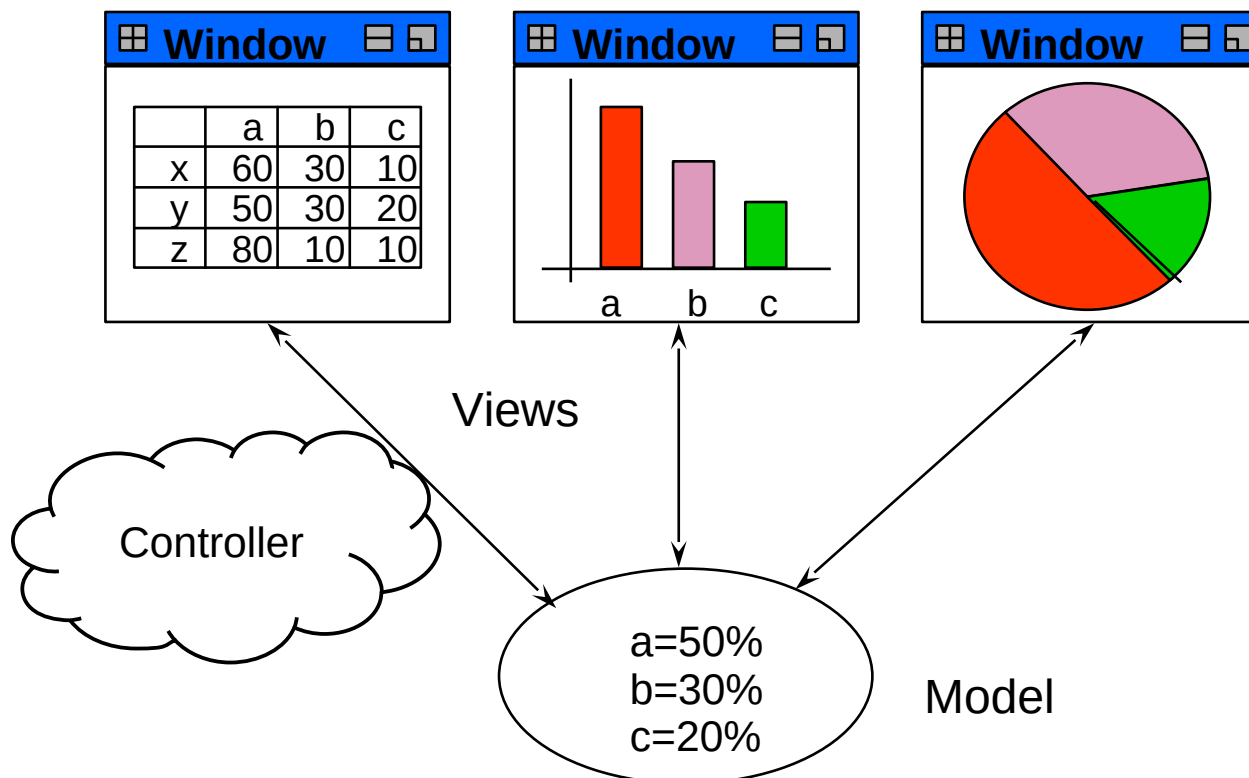 Window
a b c
x 60 30 10
y 50 30 20
z 80 10 10
Window
a b c
Window
Views
Controller
a=50%
b=30%
c=20%
Model